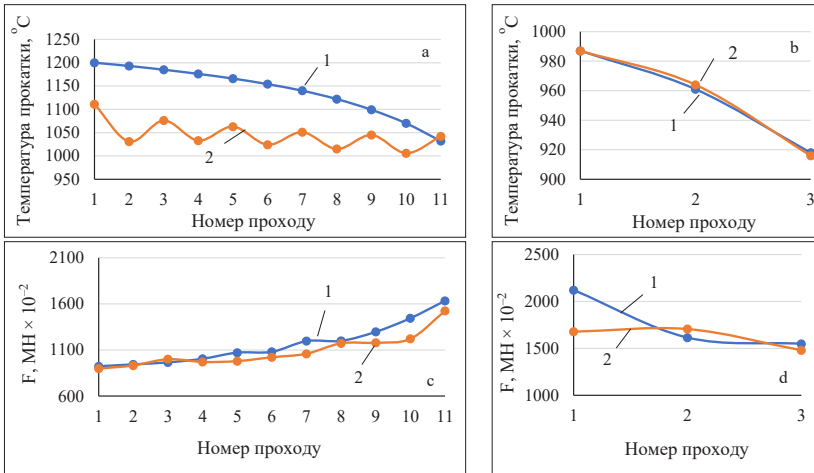 Температура прокатки, °С
1250
1200
1150
1100
1050
1000
950
1 2 3 4 5 6 7 8 9 10 11
Номер проходу
1
2
a
Температура прокатки, °С
1000
980
960
940
920
900
1 2 3
Номер проходу
2
1
b
F, МН × 10⁻²
2100
1600
1100
600
1 2 3 4 5 6 7 8 9 10 11
Номер проходу
1
2
c
F, МН × 10⁻²
2500
2000
1500
1000
1 2 3
Номер проходу
1
2
d